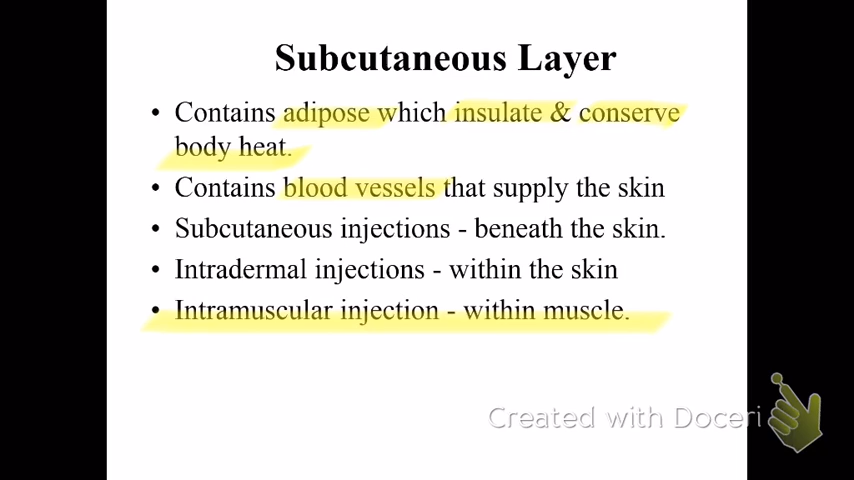 Subcutaneous Layer
• Contains adipose which insulate & conserve
body heat.
• Contains blood vessels that supply the skin
• Subcutaneous injections - beneath the skin.
• Intradermal injections - within the skin
• Intramuscular injection - within muscle.
Created with Doceri